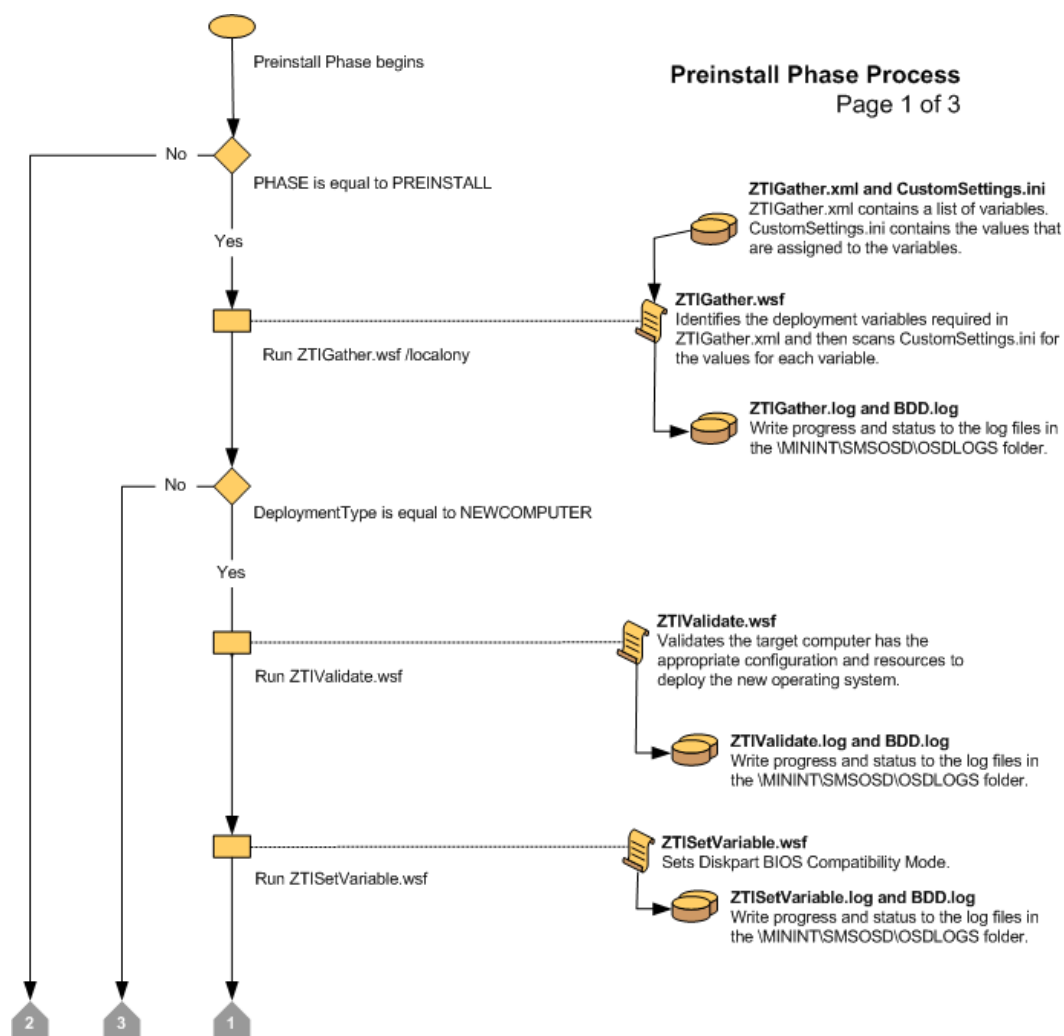 Preinstall Phase begins
Preinstall Phase Process
Page 1 of 3
No
PHASE is equal to PREINSTALL
ZTIGather.xml and CustomSettings.ini
ZTIGather.xml contains a list of variables.
CustomSettings.ini contains the values that
are assigned to the variables.
Yes
ZTIGather.wsf
Identifies the deployment variables required in
ZTIGather.xml and then scans CustomSettings.ini for
the values for each variable.
Run ZTIGather.wsf /localony
ZTIGather.log and BDD.log
Write progress and status to the log files in
the \MININT\SMSOSD\OSDLOGS folder.
No
DeploymentType is equal to NEWCOMPUTER
Yes
ZTIValidate.wsf
Validates the target computer has the
appropriate configuration and resources to
deploy the new operating system.
Run ZTIValidate.wsf
ZTIValidate.log and BDD.log
Write progress and status to the log files in
the \MININT\SMSOSD\OSDLOGS folder.
ZTISetVariable.wsf
Sets Diskpart BIOS Compatibility Mode.
Run ZTISetVariable.wsf
ZTISetVariable.log and BDD.log
Write progress and status to the log files in
the \MININT\SMSOSD\OSDLOGS folder.
2
3
1